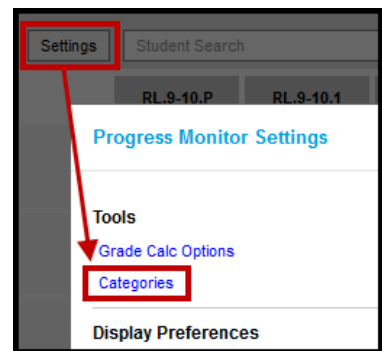 Settings Student Search
RL.9-10.P RL.9-10.1
Progress Monitor Settings
Tools
Grade Calc Options
Categories
Display Preferences